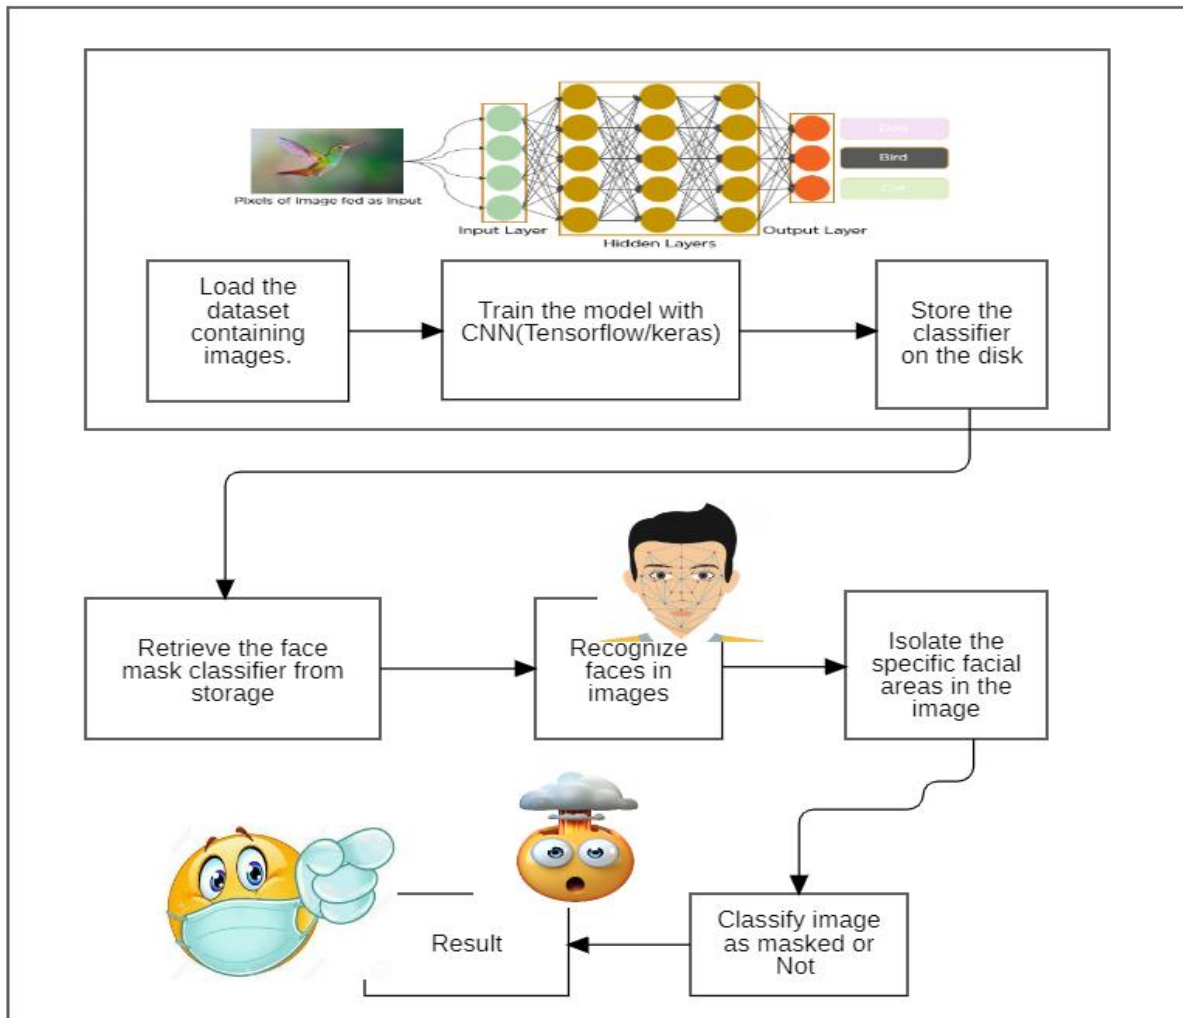 Dog
Bird
Cat
Pixels of Image fed as Input
Input Layer
Hidden Layers
Output Layer
Load the
dataset
containing
images.
Train the model with
CNN(Tensorflow/keras)
Store the
classifier
on the disk
Retrieve the face
mask classifier from
storage
Recognize
faces in
images
Isolate the
specific facial
areas in the
image
Classify image
as masked or
Not
Result